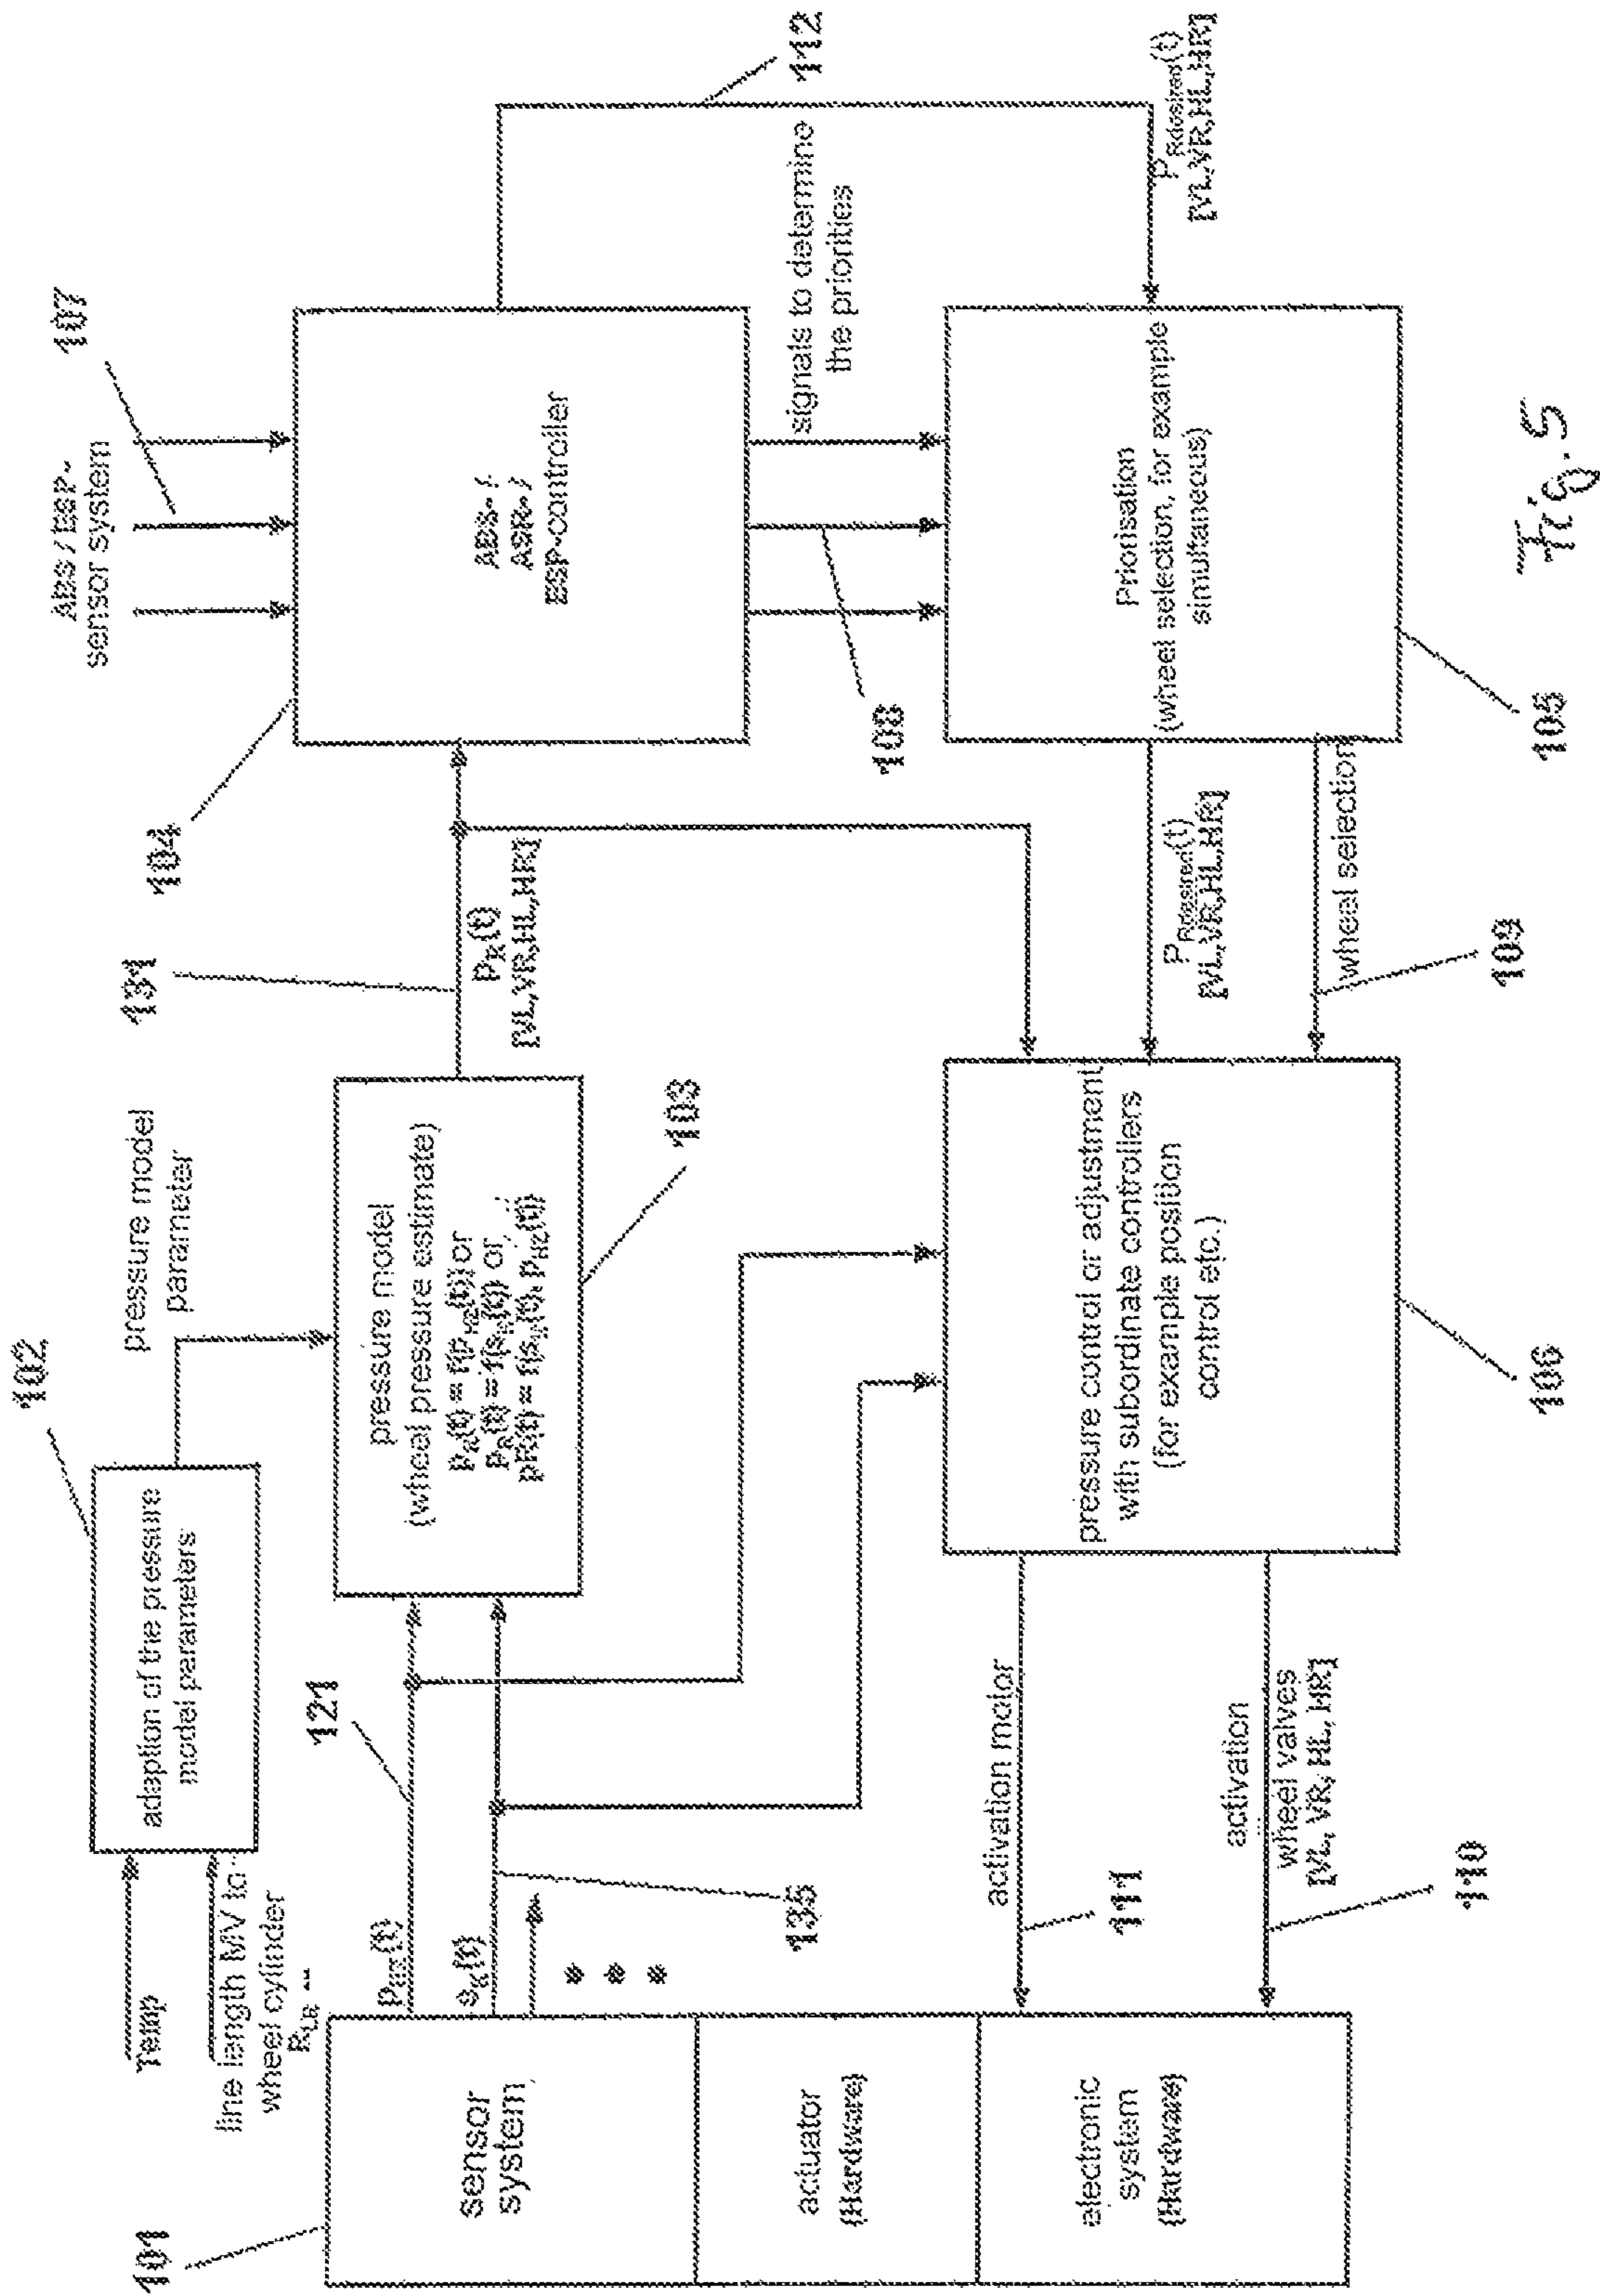 102
adaption of the pressure
model parameters
Temp
line length MV to
wheel cylinder
pressure model
parameter
101
sensor
system
actuator
(Hardware)
electronic
system
(Hardware)
121
135
pressure model
(wheel pressure estimate)
103
131
P_R(t)
[VL,VR,HL,HR]
104
ABS-/
ASR-/
ESP-controller
Abs / ESP-
sensor system
107
112
108
signals to determine
the priorities
Priorisation
(wheel selection, for example
simultaneous)
105
P_Rdesired(t)
[VL,VR,HL,HR]
P_Rdesired(t)
[VL,VR,HL,HR]
wheel selection
109
pressure control or adjustment
with subordinate controllers
(for example position
control etc.)
106
activation motor
111
activation
wheel valves
[VL, VR, HL, HR]
110
Fig. 5